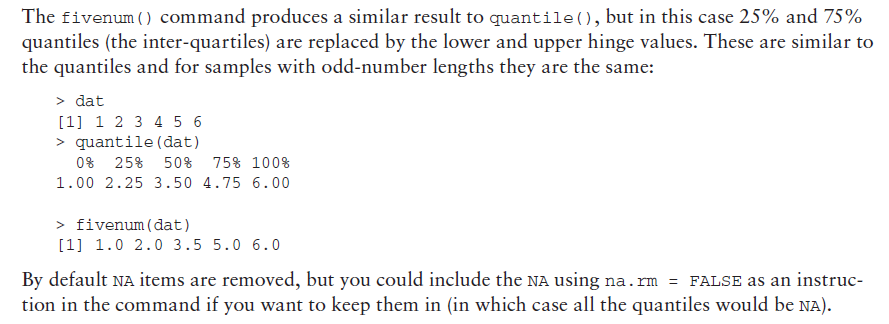 The fivenum() command produces a similar result to quantile(), but in this case 25% and 75%
quantiles (the inter-quartiles) are replaced by the lower and upper hinge values. These are similar to
the quantiles and for samples with odd-number lengths they are the same:
> dat
[1] 1 2 3 4 5 6
> quantile(dat)
0% 25% 50% 75% 100%
1.00 2.25 3.50 4.75 6.00
> fivenum(dat)
[1] 1.0 2.0 3.5 5.0 6.0
By default NA items are removed, but you could include the NA using na.rm = FALSE as an instruc-
tion in the command if you want to keep them in (in which case all the quantiles would be NA).